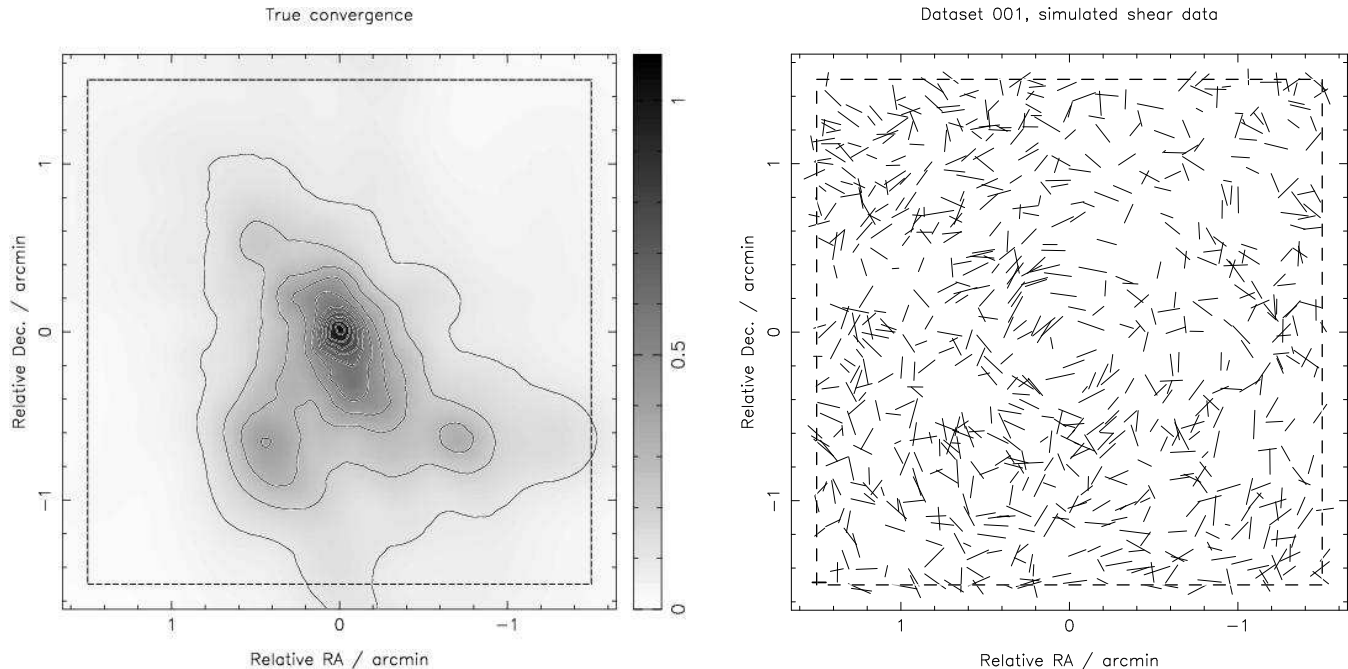 True convergence
Relative Dec. / arcmin
1
0
−1
1
0
−1
Relative RA / arcmin
1
0.5
0
Dataset 001, simulated shear data
Relative Dec. / arcmin
1
0
−1
1
0
−1
Relative RA / arcmin